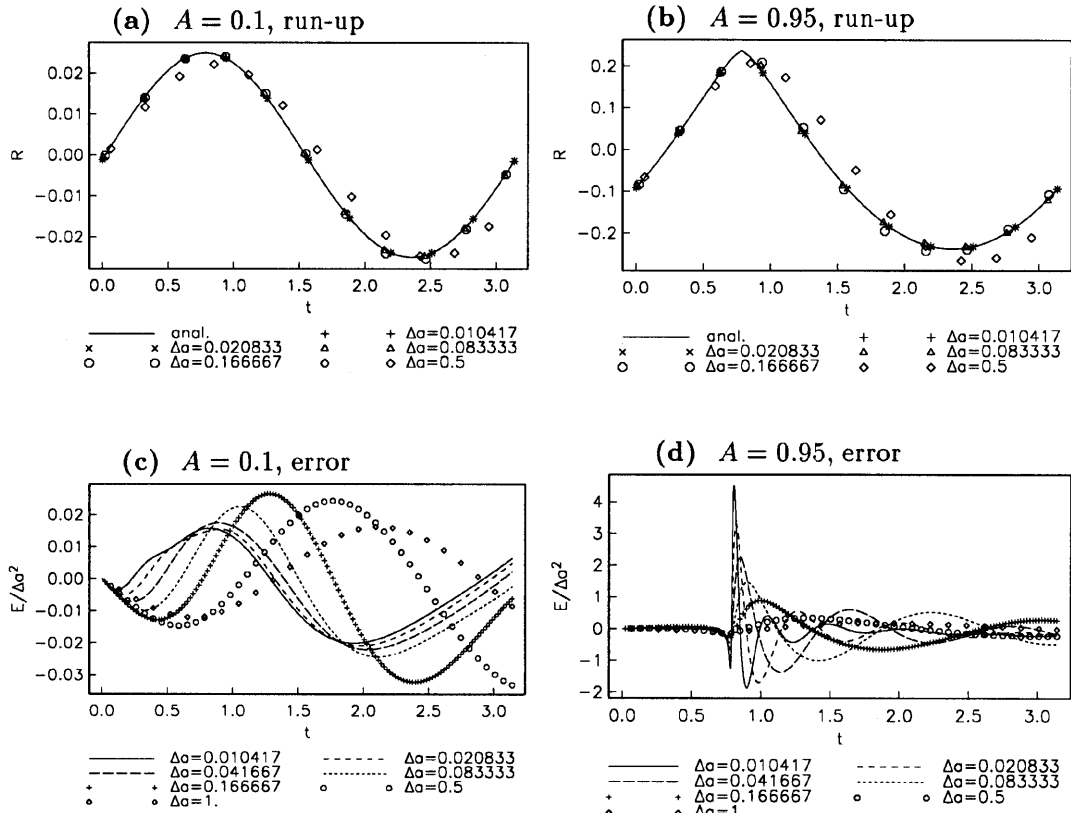 (a) A = 0.1, run-up
(b) A = 0.95, run-up
0.02
0.01
0.00
−0.01
−0.02
R
0.0 0.5 1.0 1.5 2.0 2.5 3.0
t
anal. Δa=0.010417
Δa=0.020833 Δa=0.083333
Δa=0.166667 Δa=0.5
0.2
0.1
0.0
−0.1
−0.2
R
0.0 0.5 1.0 1.5 2.0 2.5 3.0
t
anal. Δa=0.010417
Δa=0.020833 Δa=0.083333
Δa=0.166667 Δa=0.5
(c) A = 0.1, error
(d) A = 0.95, error
0.02
0.01
0.00
−0.01
−0.02
−0.03
E/Δa²
0.0 0.5 1.0 1.5 2.0 2.5 3.0
t
Δa=0.010417 Δa=0.020833
Δa=0.041667 Δa=0.083333
Δa=0.166667 Δa=0.5
Δa=1.
4
3
2
1
0
−1
−2
E/Δa²
0.0 0.5 1.0 1.5 2.0 2.5 3.0
t
Δa=0.010417 Δa=0.020833
Δa=0.041667 Δa=0.083333
Δa=0.166667 Δa=0.5
Δa=1